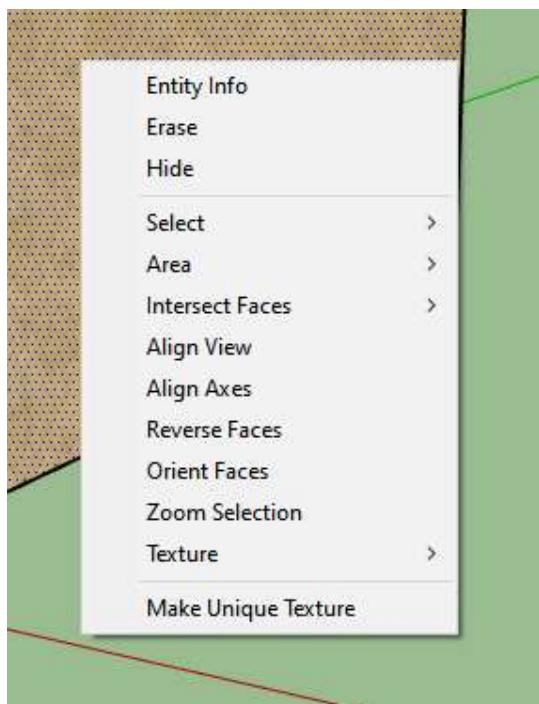 Entity Info
Erase
Hide
Select
Area
Intersect Faces
Align View
Align Axes
Reverse Faces
Orient Faces
Zoom Selection
Texture
Make Unique Texture